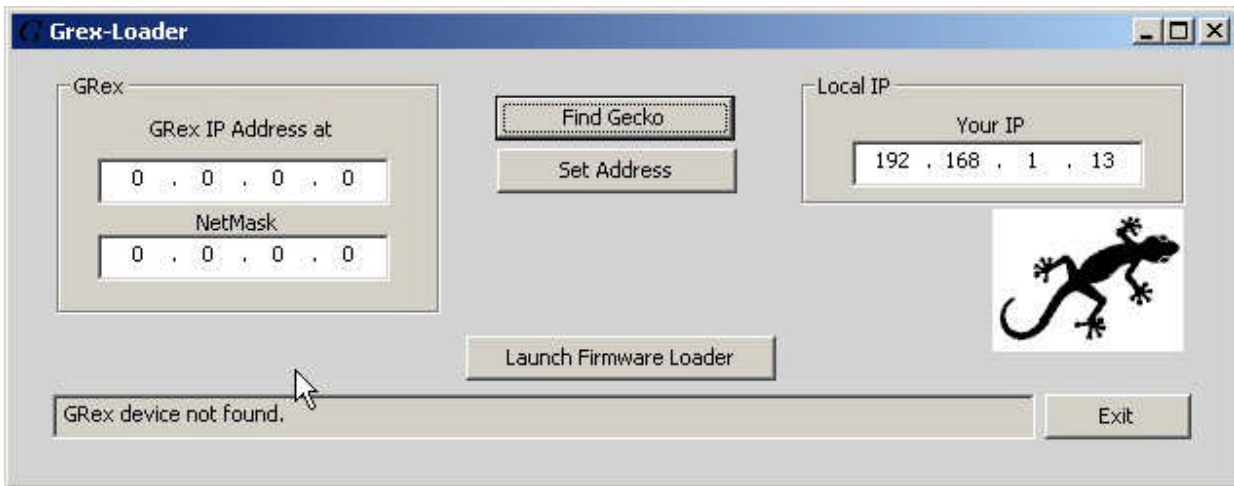 G Grex-Loader
GRex
GRex IP Address at
0 . 0 . 0 . 0
NetMask
0 . 0 . 0 . 0
Find Gecko
Set Address
Local IP
Your IP
192 . 168 . 1 . 13
Launch Firmware Loader
GRex device not found.
Exit